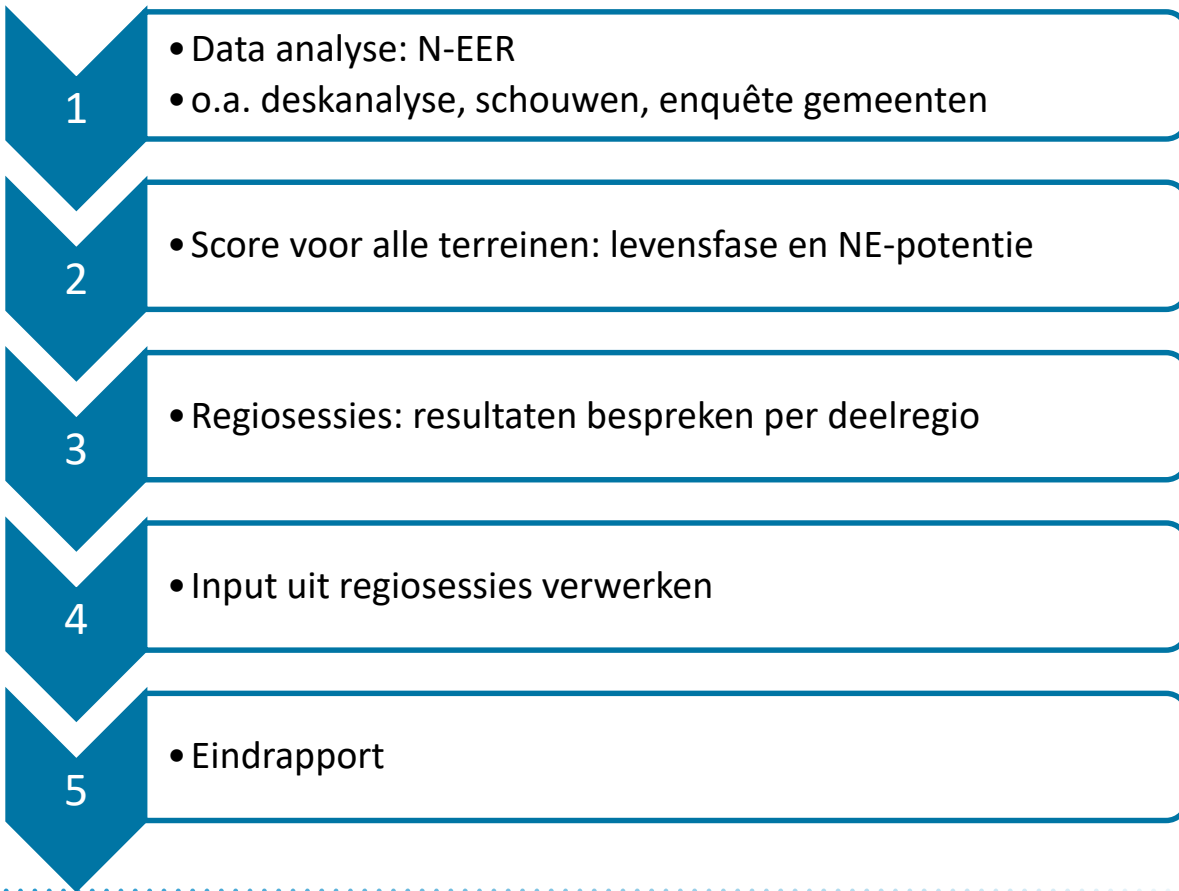 1
• Data analyse: N-EER
• o.a. deskanalyse, schouwen, enquête gemeenten
2
• Score voor alle terreinen: levensfase en NE-potentie
3
• Regiosessies: resultaten bespreken per deelregio
4
• Input uit regiosessies verwerken
5
• Eindrapport